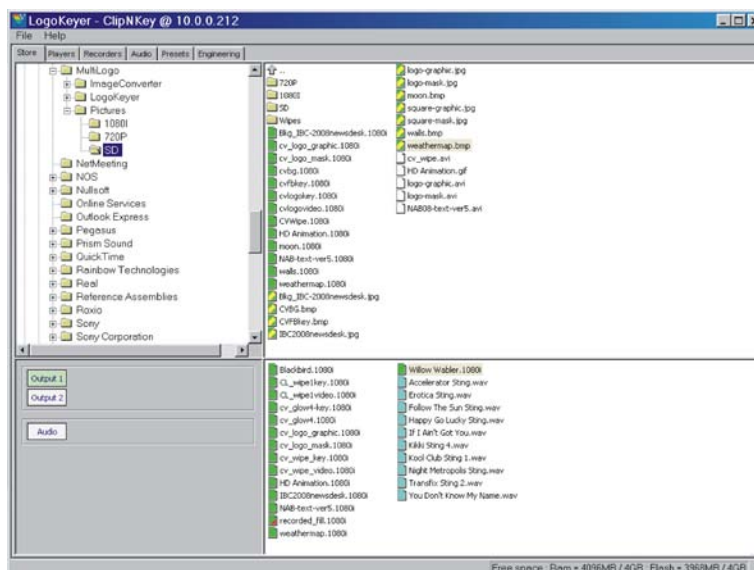 LogoKeyer - ClipNKey @ 10.0.0.212
File Help
Store Players Recorders Audio Presets Engineering
MultiLogo
ImageConverter
LogoKeyer
Pictures
1080I
720P
SD
NetMeeting
NOS
Nullsoft
Online Services
Outlook Express
Pegasus
Prism Sound
QuickTime
Rainbow Technologies
Real
Reference Assemblies
Roxio
Sony
Sony Corporation
..
720P
1080I
SD
Wipes
Bkg_IBC-2008newsdesk.1080i
cv_logo_graphic.1080i
cv_logo_mask.1080i
cvbg.1080i
cvfbkey.1080i
cvlogokey.1080i
cvlogovideo.1080i
CVWipe.1080i
HD Animation.1080i
moon.1080i
NAB-text-ver5.1080i
walls.1080i
weathermap.1080i
Bkg_IBC-2008newsdesk.jpg
CVBG.bmp
CVFBkey.bmp
IBC2008newsdesk.jpg
logo-graphic.jpg
logo-mask.jpg
moon.bmp
square-graphic.jpg
square-mask.jpg
walls.bmp
weathermap.bmp
cv_wipe.avi
HD Animation.gif
logo-graphic.avi
logo-mask.avi
NAB08-text-ver5.avi
Output 1
Output 2
Audio
Blackbird.1080i
CL_wipe1key.1080i
CL_wipe1video.1080i
cv_glow4-key.1080i
cv_glow4.1080i
cv_logo_graphic.1080i
cv_logo_mask.1080i
cv_wipe_key.1080i
cv_wipe_video.1080i
HD Animation.1080i
IBC2008newsdesk.1080i
NAB-text-ver5.1080i
recorded_fill.1080i
weathermap.1080i
Willow Wabler.1080i
Accelerator Sting.wav
Erotica Sting.wav
Follow The Sun Sting.wav
Happy Go Lucky Sting.wav
If I Ain't Got You.wav
Kikki Sting 4.wav
Kool Club Sting 1.wav
Night Metropolis Sting.wav
Transfix Sting 2.wav
You Don't Know My Name.wav
Free space : Ram = 4096MB / 4GB : Flash = 3968MB / 4GB